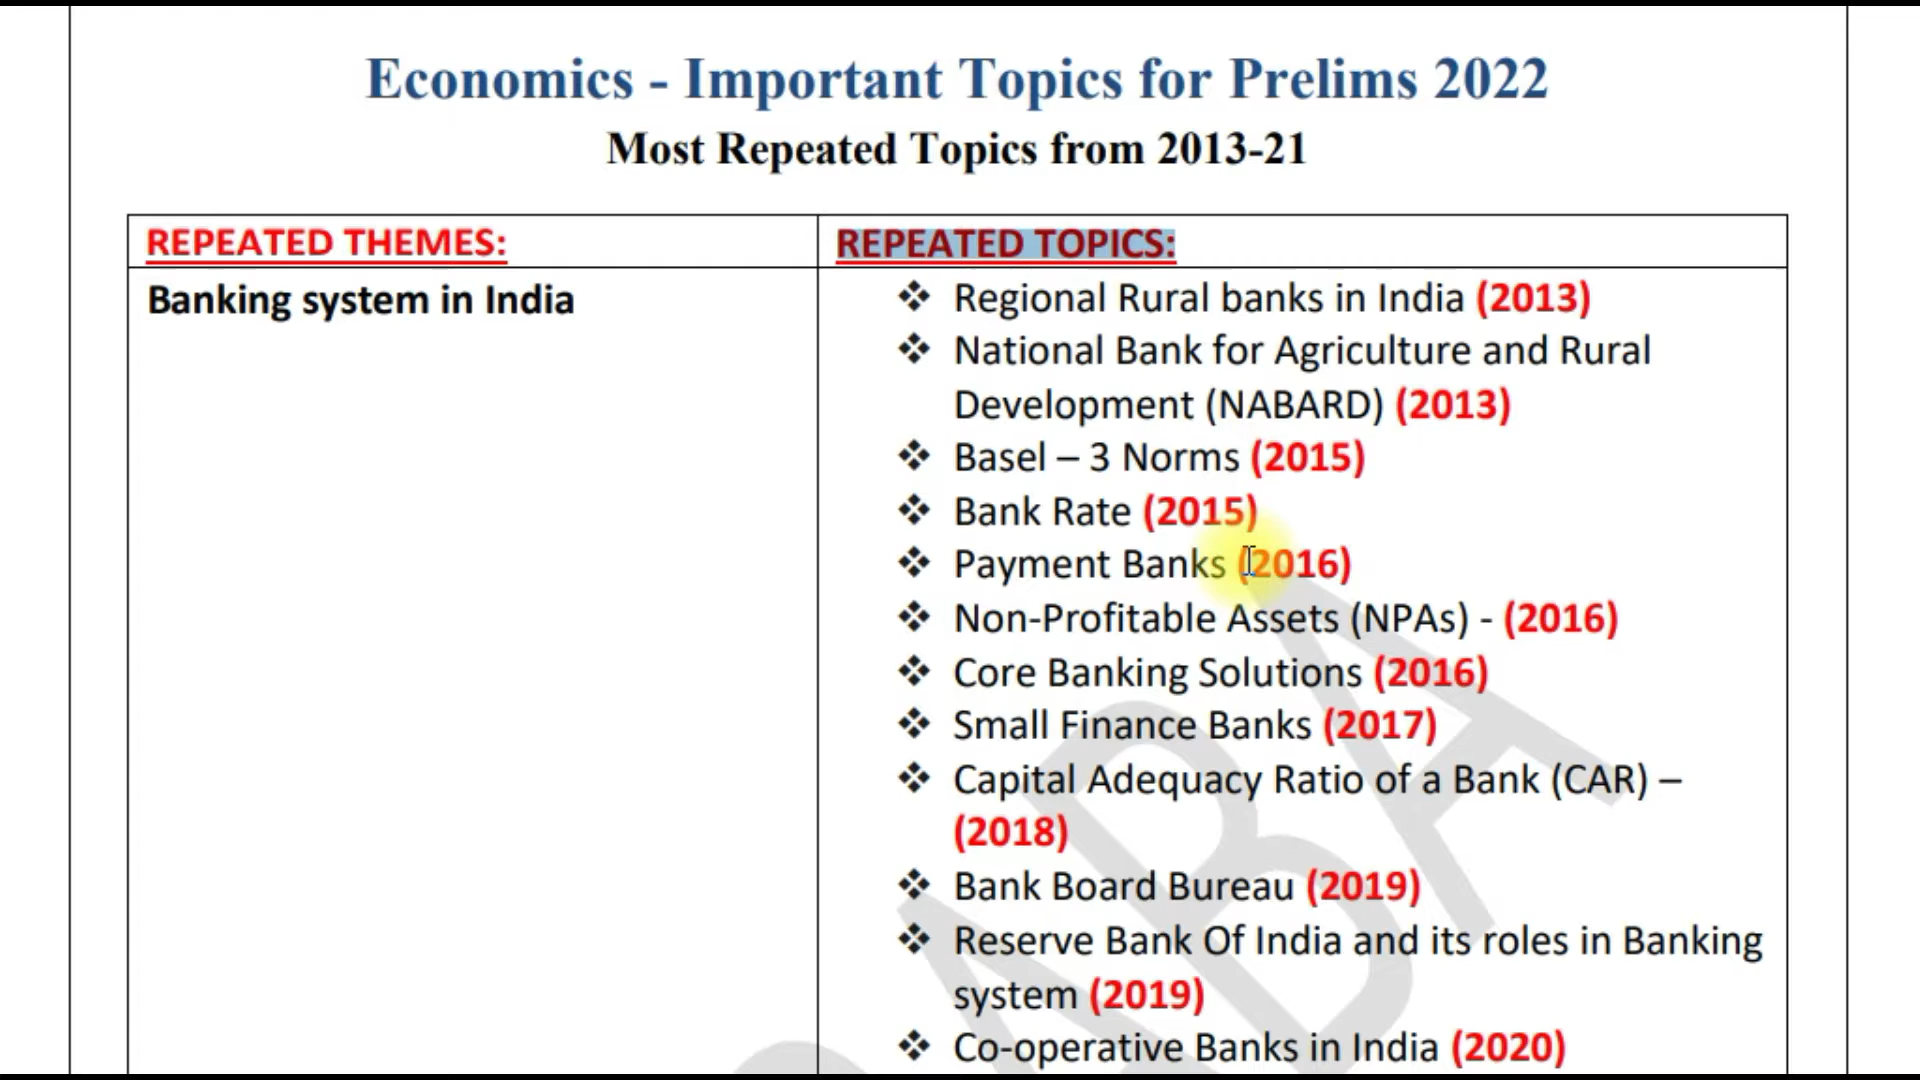 Economics - Important Topics for Prelims 2022
Most Repeated Topics from 2013-21
REPEATED THEMES:
REPEATED TOPICS:
Banking system in India
❖ Regional Rural banks in India (2013)
❖ National Bank for Agriculture and Rural
Development (NABARD) (2013)
❖ Basel – 3 Norms (2015)
❖ Bank Rate (2015)
❖ Payment Banks (2016)
❖ Non-Profitable Assets (NPAs) - (2016)
❖ Core Banking Solutions (2016)
❖ Small Finance Banks (2017)
❖ Capital Adequacy Ratio of a Bank (CAR) –
(2018)
❖ Bank Board Bureau (2019)
❖ Reserve Bank Of India and its roles in Banking
system (2019)
❖ Co-operative Banks in India (2020)